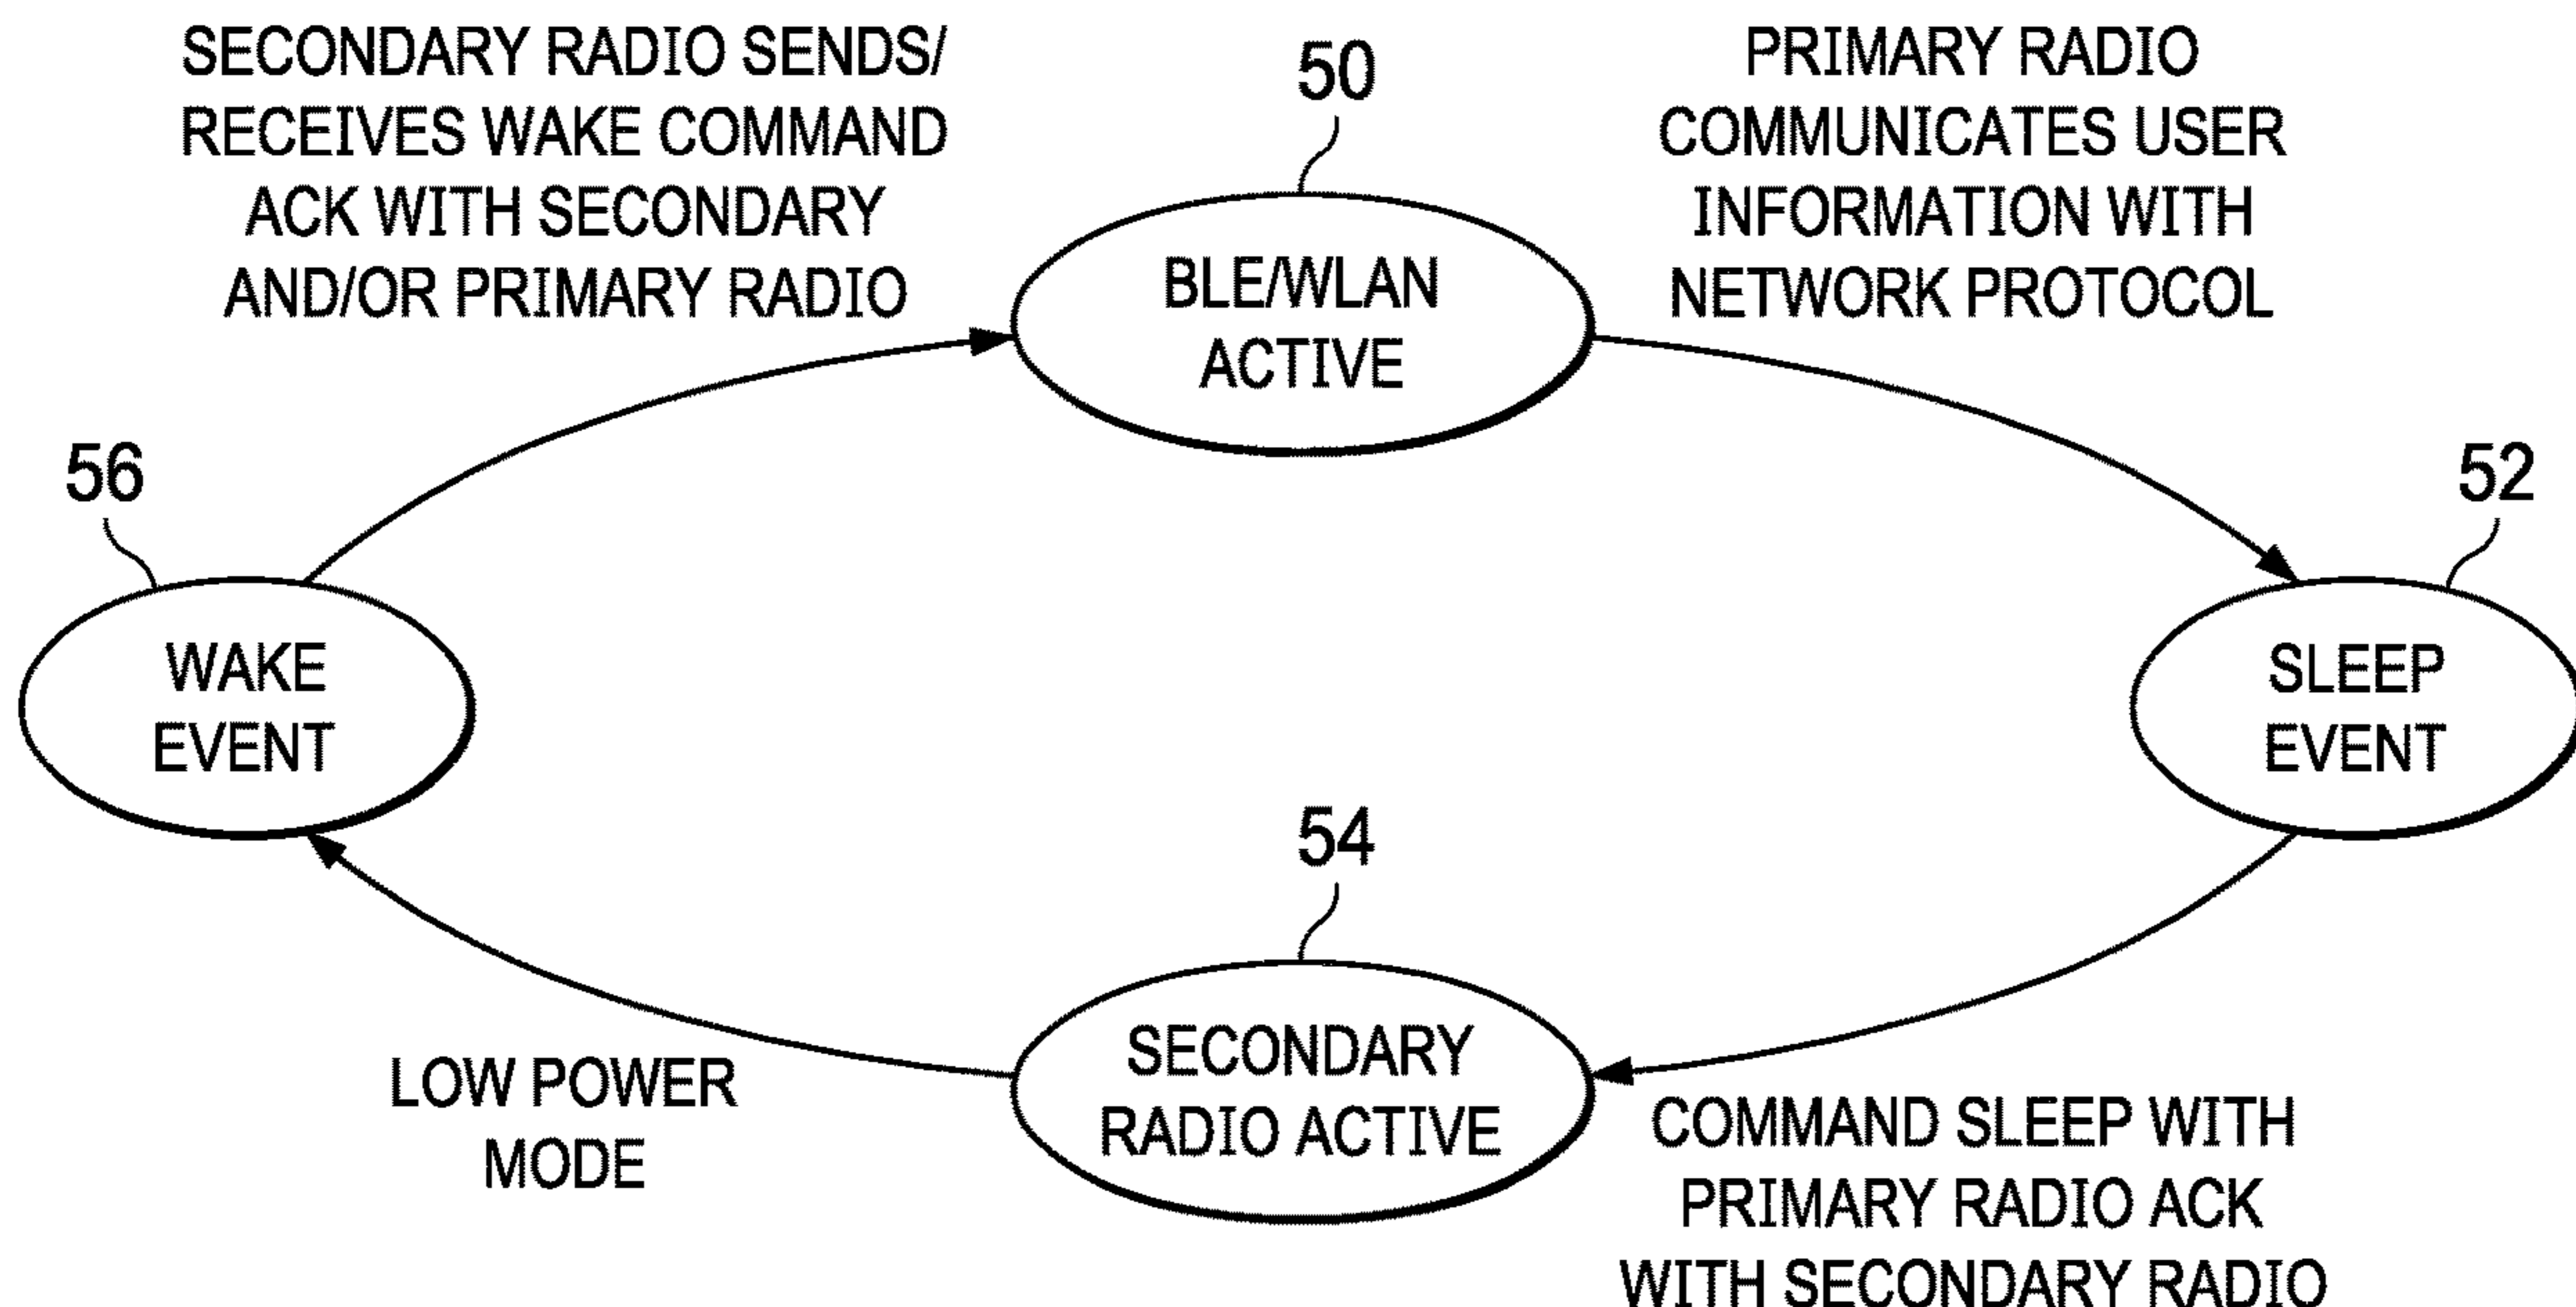 SECONDARY RADIO SENDS/
RECEIVES WAKE COMMAND
ACK WITH SECONDARY
AND/OR PRIMARY RADIO
50
BLE/WLAN
ACTIVE
PRIMARY RADIO
COMMUNICATES USER
INFORMATION WITH
NETWORK PROTOCOL
56
WAKE
EVENT
52
SLEEP
EVENT
54
SECONDARY
RADIO ACTIVE
LOW POWER
MODE
COMMAND SLEEP WITH
PRIMARY RADIO ACK
WITH SECONDARY RADIO